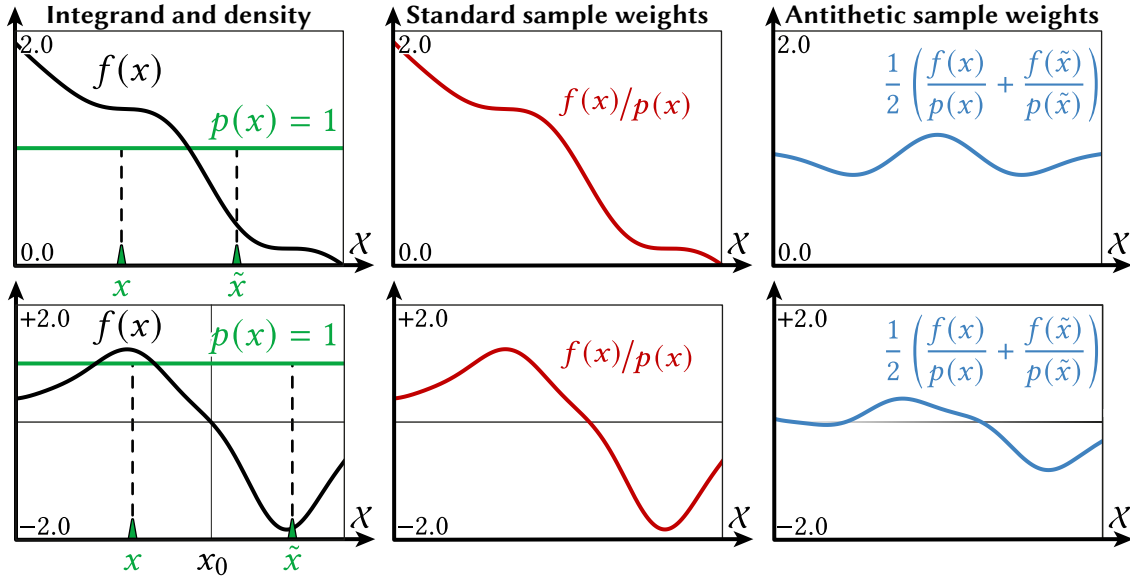 Integrand and density
Standard sample weights
Antithetic sample weights
2.0
f(x)
p(x) = 1
0.0
x
x̃
𝒳
f(x)/p(x)
2.0
0.0
𝒳
2.0
1/2 ( f(x)/p(x) + f(x̃)/p(x̃) )
0.0
𝒳
+2.0
f(x)
p(x) = 1
−2.0
x
x₀
x̃
𝒳
+2.0
f(x)/p(x)
−2.0
𝒳
+2.0
1/2 ( f(x)/p(x) + f(x̃)/p(x̃) )
−2.0
𝒳